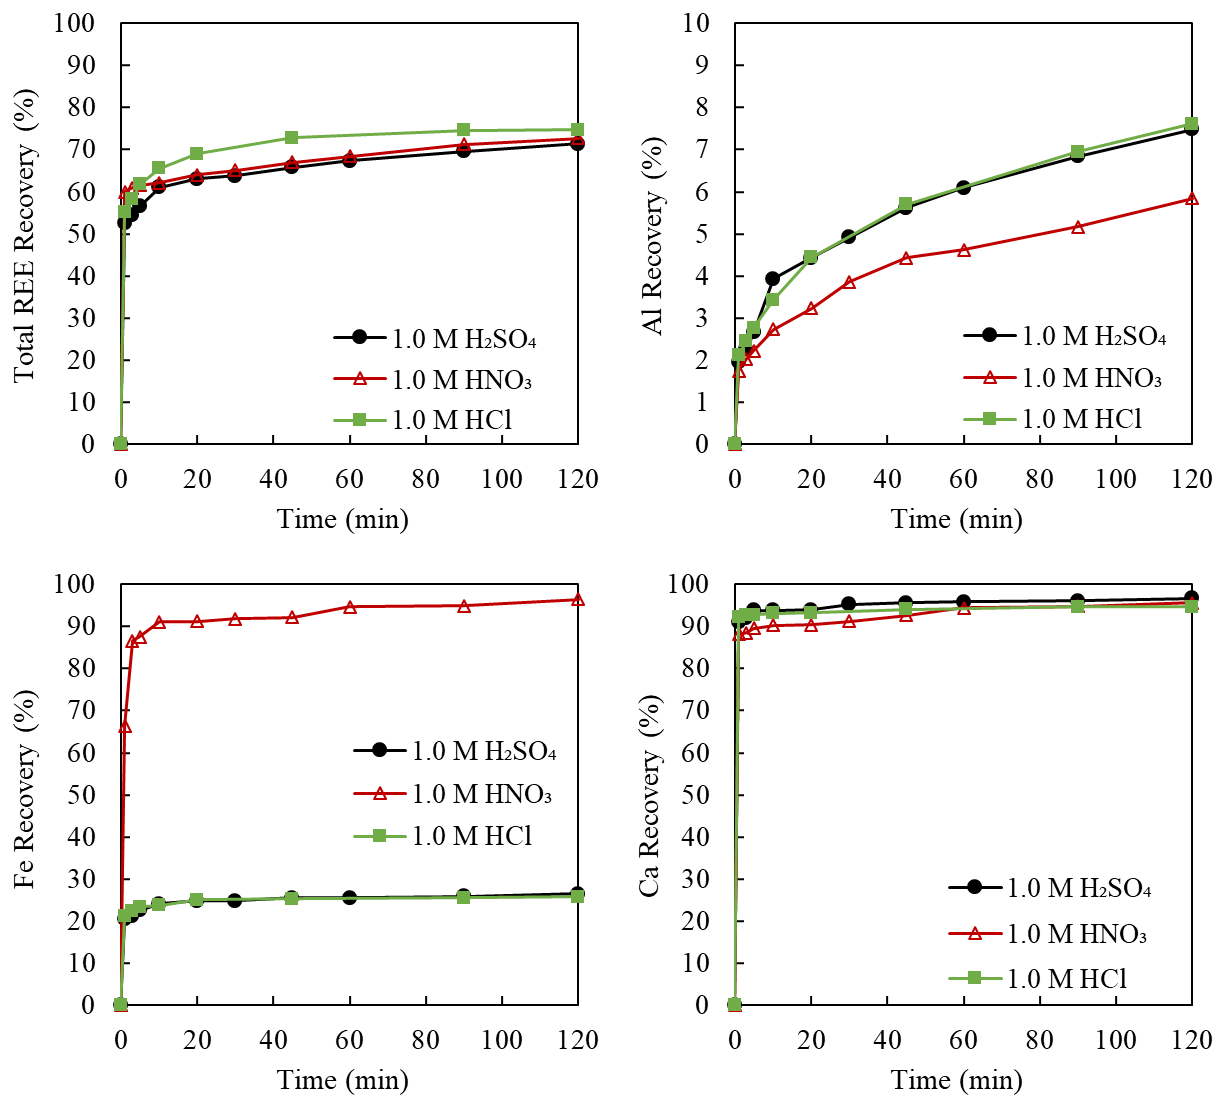 Total REE Recovery (%)
100
90
80
70
60
50
40
30
20
10
0
1.0 M H₂SO₄
1.0 M HNO₃
1.0 M HCl
0 20 40 60 80 100 120
Time (min)
Al Recovery (%)
10
9
8
7
6
5
4
3
2
1
0
1.0 M H₂SO₄
1.0 M HNO₃
1.0 M HCl
0 20 40 60 80 100 120
Time (min)
Fe Recovery (%)
100
90
80
70
60
50
40
30
20
10
0
1.0 M H₂SO₄
1.0 M HNO₃
1.0 M HCl
0 20 40 60 80 100 120
Time (min)
Ca Recovery (%)
100
90
80
70
60
50
40
30
20
10
0
1.0 M H₂SO₄
1.0 M HNO₃
1.0 M HCl
0 20 40 60 80 100 120
Time (min)